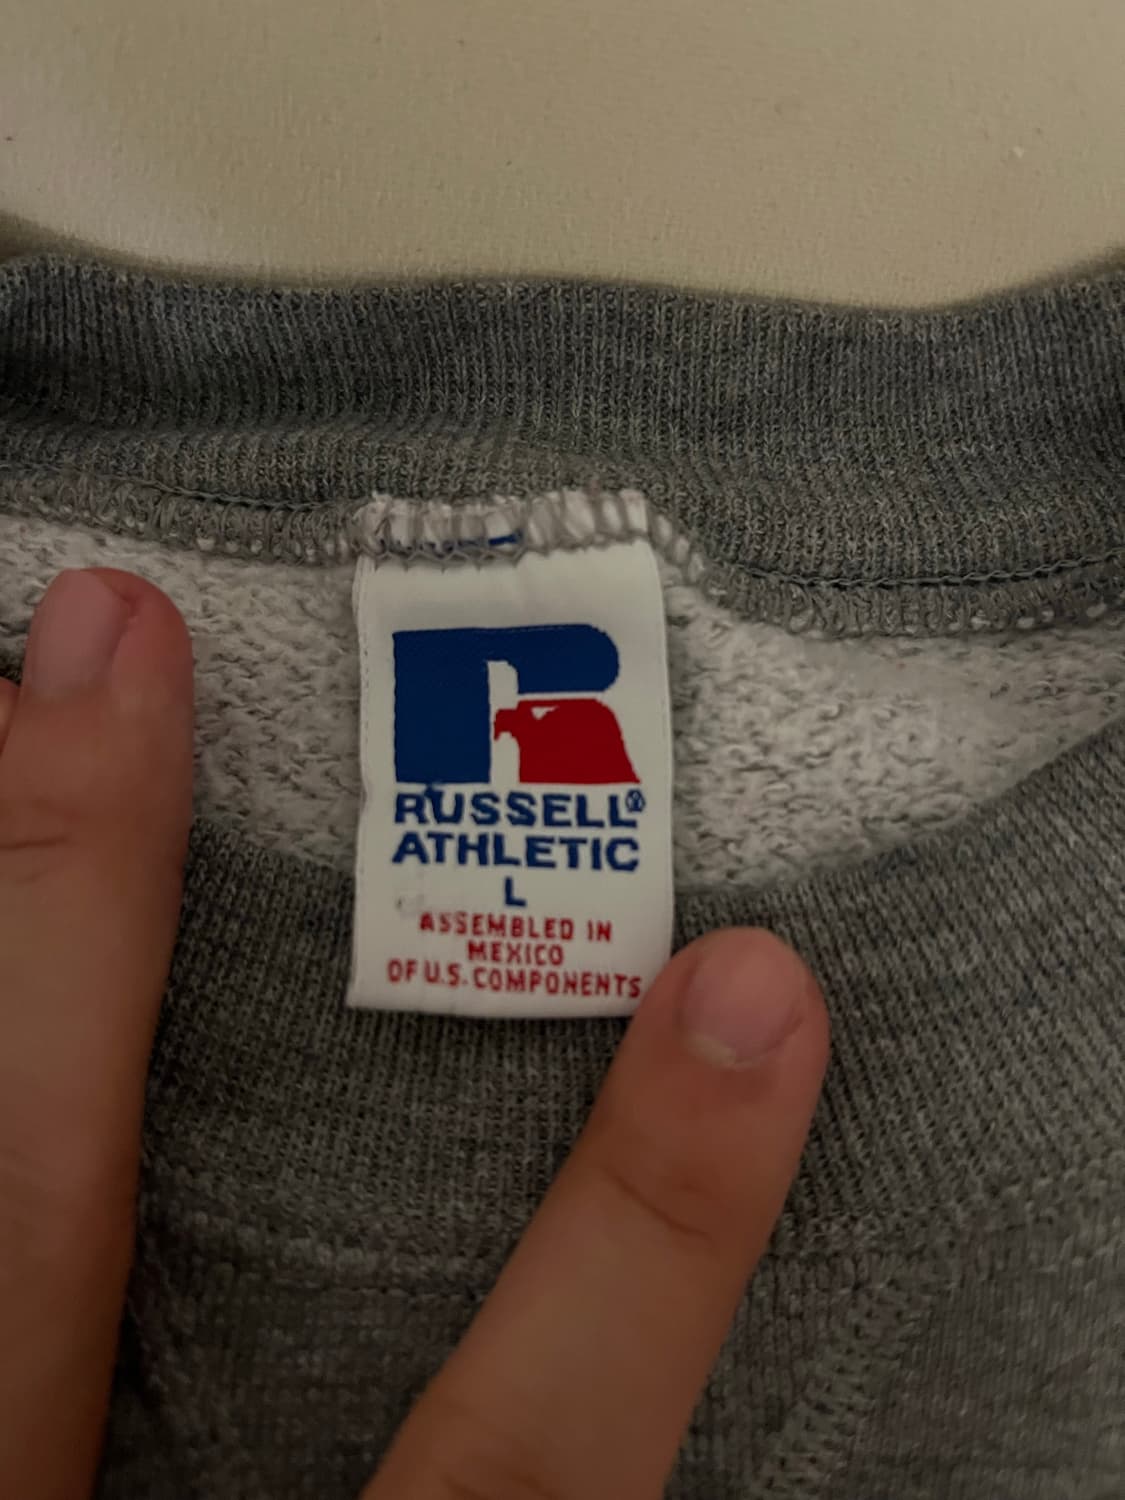 RUSSELL®
ATHLETIC
L
ASSEMBLED IN
MEXICO
OF U.S. COMPONENTS